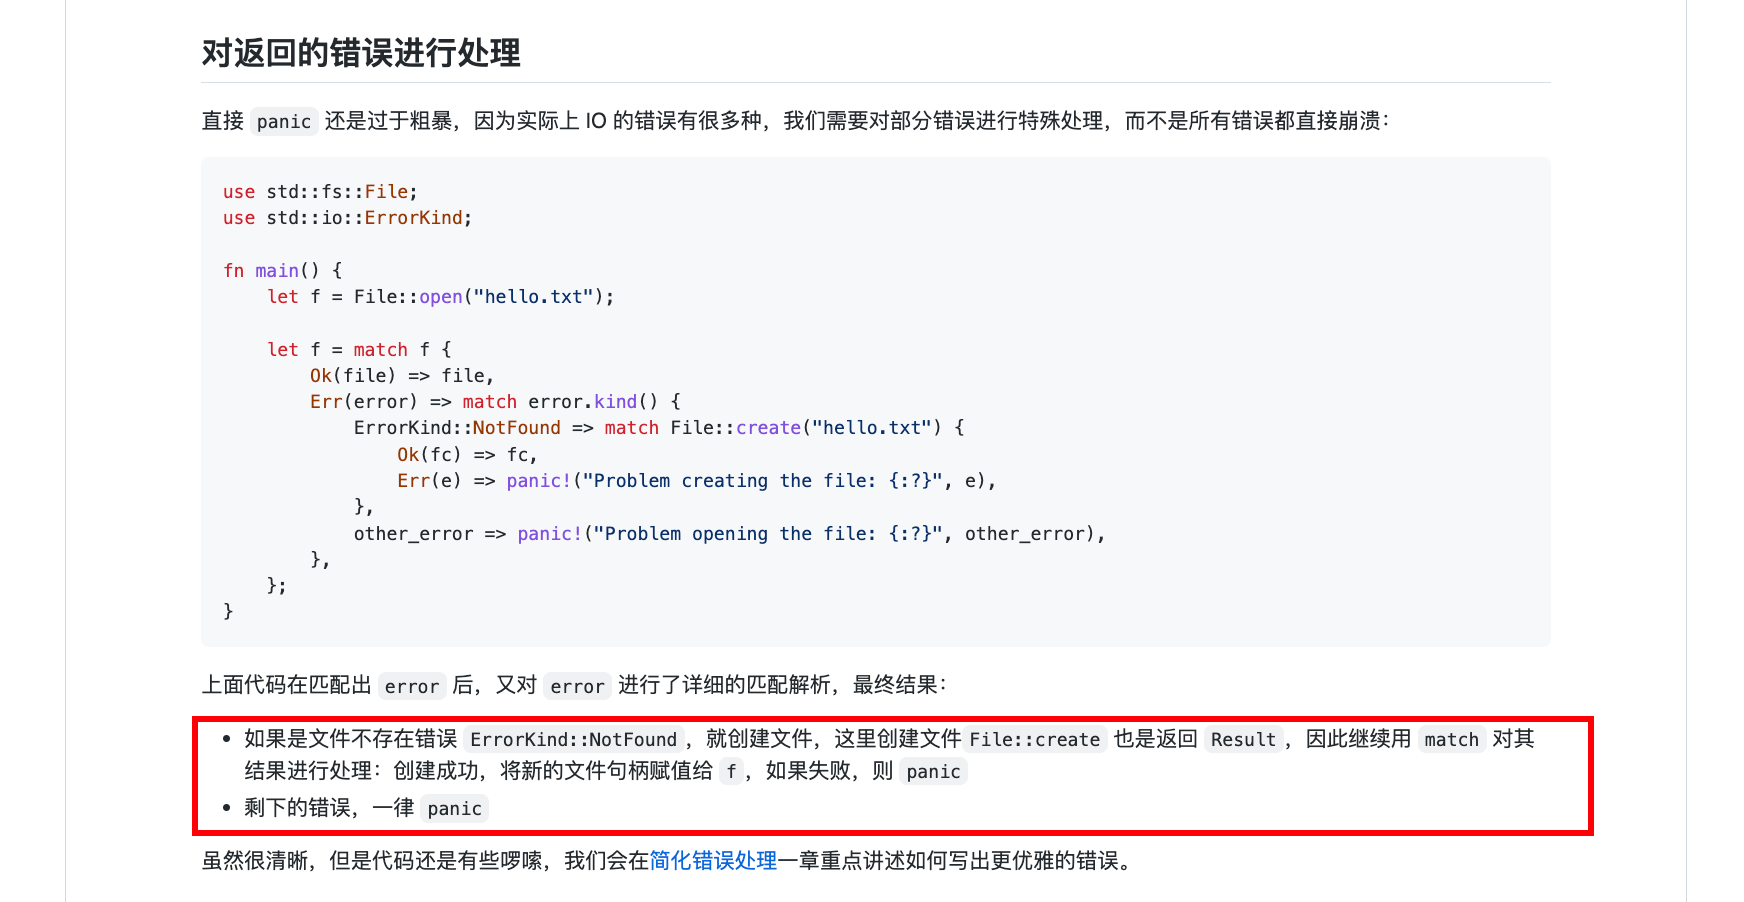 对返回的错误进行处理
直接 panic 还是过于粗暴，因为实际上 IO 的错误有很多种，我们需要对部分错误进行特殊处理，而不是所有错误都直接崩溃：
use std::fs::File;
use std::io::ErrorKind;
fn main() {
    let f = File::open("hello.txt");
    let f = match f {
        Ok(file) => file,
        Err(error) => match error.kind() {
            ErrorKind::NotFound => match File::create("hello.txt") {
                Ok(fc) => fc,
                Err(e) => panic!("Problem creating the file: {:?}", e),
            },
            other_error => panic!("Problem opening the file: {:?}", other_error),
        },
    };
}
上面代码在匹配出 error 后，又对 error 进行了详细的匹配解析，最终结果：
• 如果是文件不存在错误 ErrorKind::NotFound，就创建文件，这里创建文件 File::create 也是返回 Result，因此继续用 match 对其
结果进行处理：创建成功，将新的文件句柄赋值给 f，如果失败，则 panic
• 剩下的错误，一律 panic
虽然很清晰，但是代码还是有些啰嗦，我们会在简化错误处理一章重点讲述如何写出更优雅的错误。